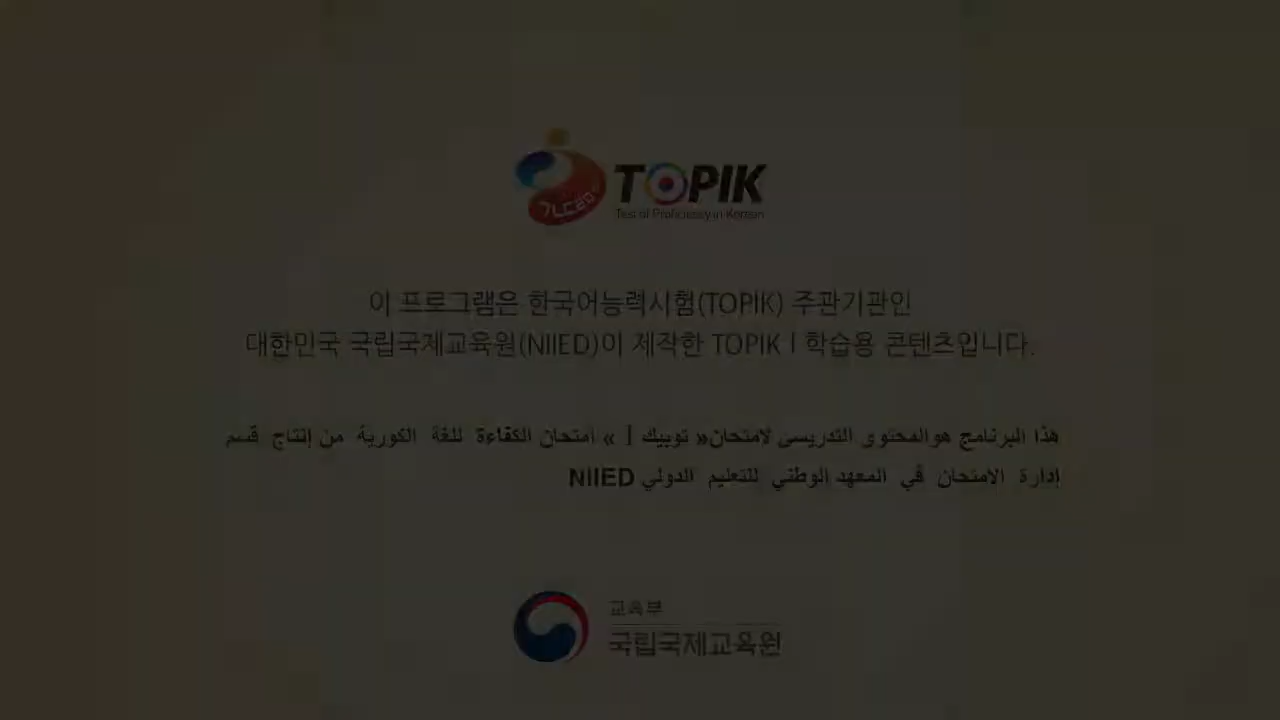 ㄱㄴㄷㄹㅁ
TOPIK
Test of Proficiency in Korean
이 프로그램은 한국어능력시험(TOPIK) 주관기관인
대한민국 국립국제교육원(NIIED)이 제작한 TOPIK I 학습용 콘텐츠입니다.
هذا البرنامج هوالمحتوى التدريسى لامتحان« توبيك I » امتحان الكفاءة للغة الكورية من إنتاج قسم
إدارة الامتحان في المعهد الوطني للتعليم الدولي NIIED
교육부
국립국제교육원